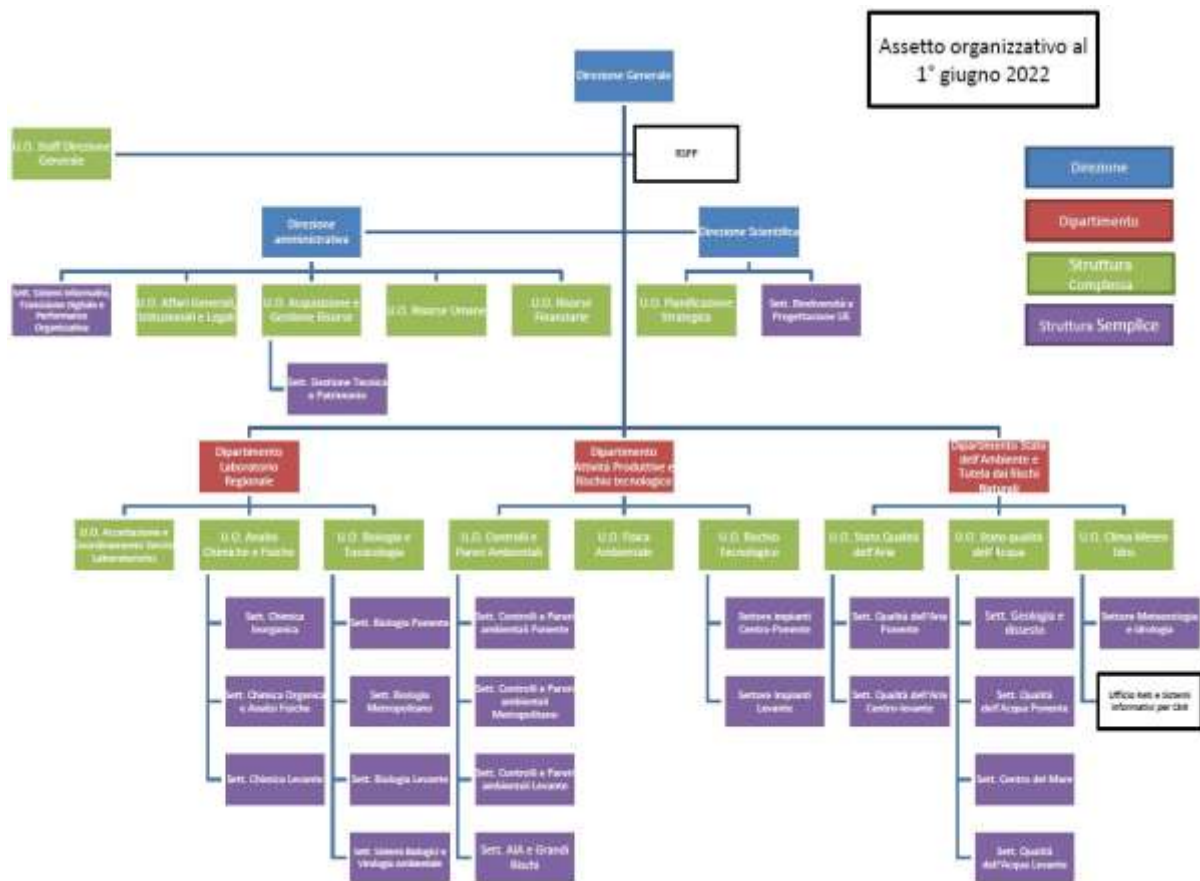 Assetto organizzativo al
1° giugno 2022
Direzione Generale
U.O. Staff Direzione
Generale
RSPP
Direzione
Dipartimento
Struttura
Complessa
Struttura Semplice
Direzione
amministrativa
Direzione Scientifica
Sett. Sistemi Informativi,
Transizione Digitale e
Performance
Organizzativa
U.O. Affari Generali,
Istituzionali e Legali
U.O. Acquisizione e
Gestione Risorse
U.O. Risorse Umane
U.O. Risorse
Finanziarie
U.O. Pianificazione
Strategica
Sett. Biodiversità e
Progettazione UE
Sett. Gestione Tecnica
e Patrimonio
Dipartimento
Laboratorio
Regionale
Dipartimento
Attività Produttive e
Rischio tecnologico
Dipartimento Stato
dell'Ambiente e
Tutela dai Rischi
Naturali
U.O. Accettazione e
Coordinamento Servizi
Laboratoristici
U.O. Analisi
Chimiche e Fisiche
U.O. Biologia e
Tossicologia
U.O. Controlli e
Pareri Ambientali
U.O. Fisica
Ambientale
U.O. Rischio
Tecnologico
U.O. Stato Qualità
dell'Aria
U.O. Stato qualità
dell'Acqua
U.O. Clima Meteo
Idro
Sett. Chimica
Inorganica
Sett. Biologia Ponente
Sett. Controlli e Pareri
ambientali Ponente
Settore Impianti
Centro-Ponente
Sett. Qualità dell'Aria
Ponente
Sett. Geologia e
dissesto
Settore Meteorologia
e Idrologia
Sett. Chimica Organica
e Analisi Fisiche
Sett. Biologia
Metropolitano
Sett. Controlli e Pareri
ambientali
Metropolitano
Settore Impianti
Levante
Sett. Qualità dell'Aria
Centro-levante
Sett. Qualità
dell'Acqua Ponente
Ufficio Reti e Sistemi
Informativi per CMI
Sett. Chimica Levante
Sett. Biologia Levante
Sett. Controlli e Pareri
ambientali Levante
Sett. Centro del Mare
Sett. Sistemi Biologici e
Virologia ambientale
Sett. AIA e Grandi
Rischi
Sett. Qualità
dell'Acqua Levante